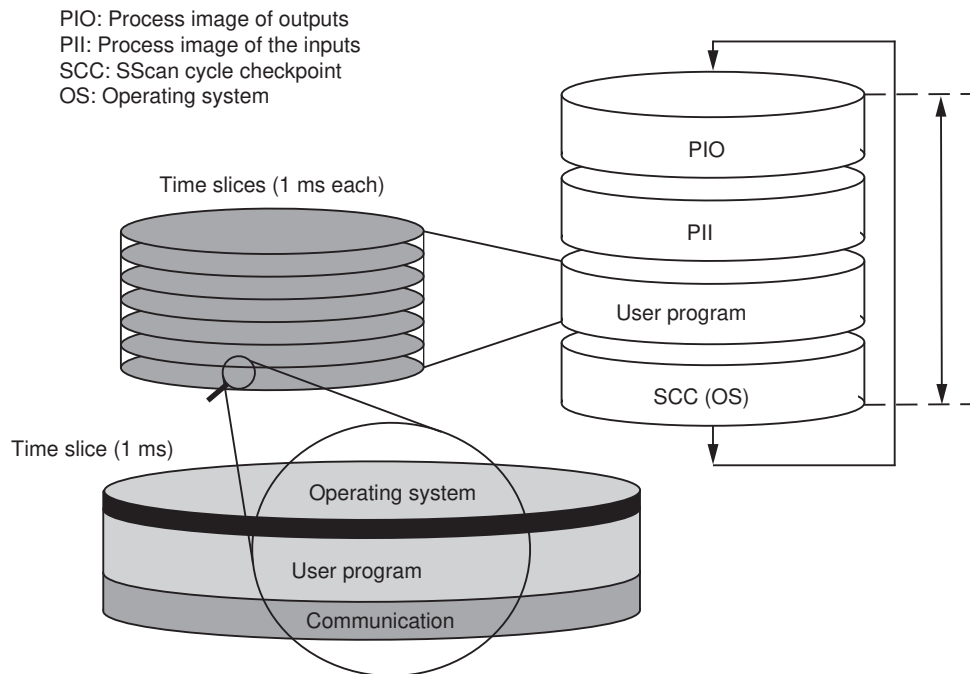 PIO: Process image of outputs
PII: Process image of the inputs
SCC: SScan cycle checkpoint
OS: Operating system
Time slices (1 ms each)
PIO
PII
User program
SCC (OS)
Time slice (1 ms)
Operating system
User program
Communication